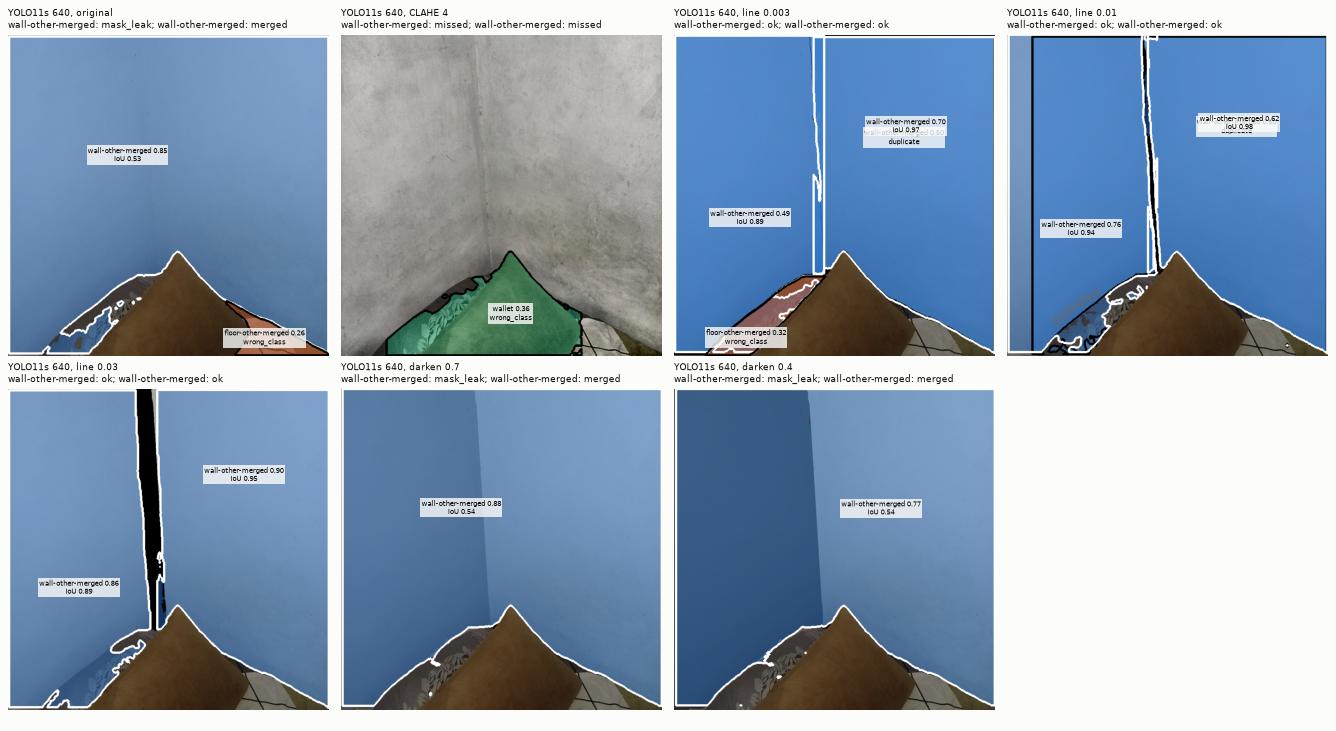 YOLO11s 640, original
wall-other-merged: mask_leak; wall-other-merged: merged
wall-other-merged 0.85
IoU 0.53
floor-other-merged 0.26
wrong_class
YOLO11s 640, CLAHE 4
wall-other-merged: missed; wall-other-merged: missed
wallet 0.36
wrong_class
YOLO11s 640, line 0.003
wall-other-merged: ok; wall-other-merged: ok
wall-other-merged 0.70
IoU 0.97
duplicate
wall-other-merged 0.49
IoU 0.89
floor-other-merged 0.32
wrong_class
YOLO11s 640, line 0.01
wall-other-merged: ok; wall-other-merged: ok
wall-other-merged 0.62
IoU 0.98
wall-other-merged 0.76
IoU 0.94
YOLO11s 640, line 0.03
wall-other-merged: ok; wall-other-merged: ok
wall-other-merged 0.90
IoU 0.95
wall-other-merged 0.86
IoU 0.89
YOLO11s 640, darken 0.7
wall-other-merged: mask_leak; wall-other-merged: merged
wall-other-merged 0.88
IoU 0.54
YOLO11s 640, darken 0.4
wall-other-merged: mask_leak; wall-other-merged: merged
wall-other-merged 0.77
IoU 0.54